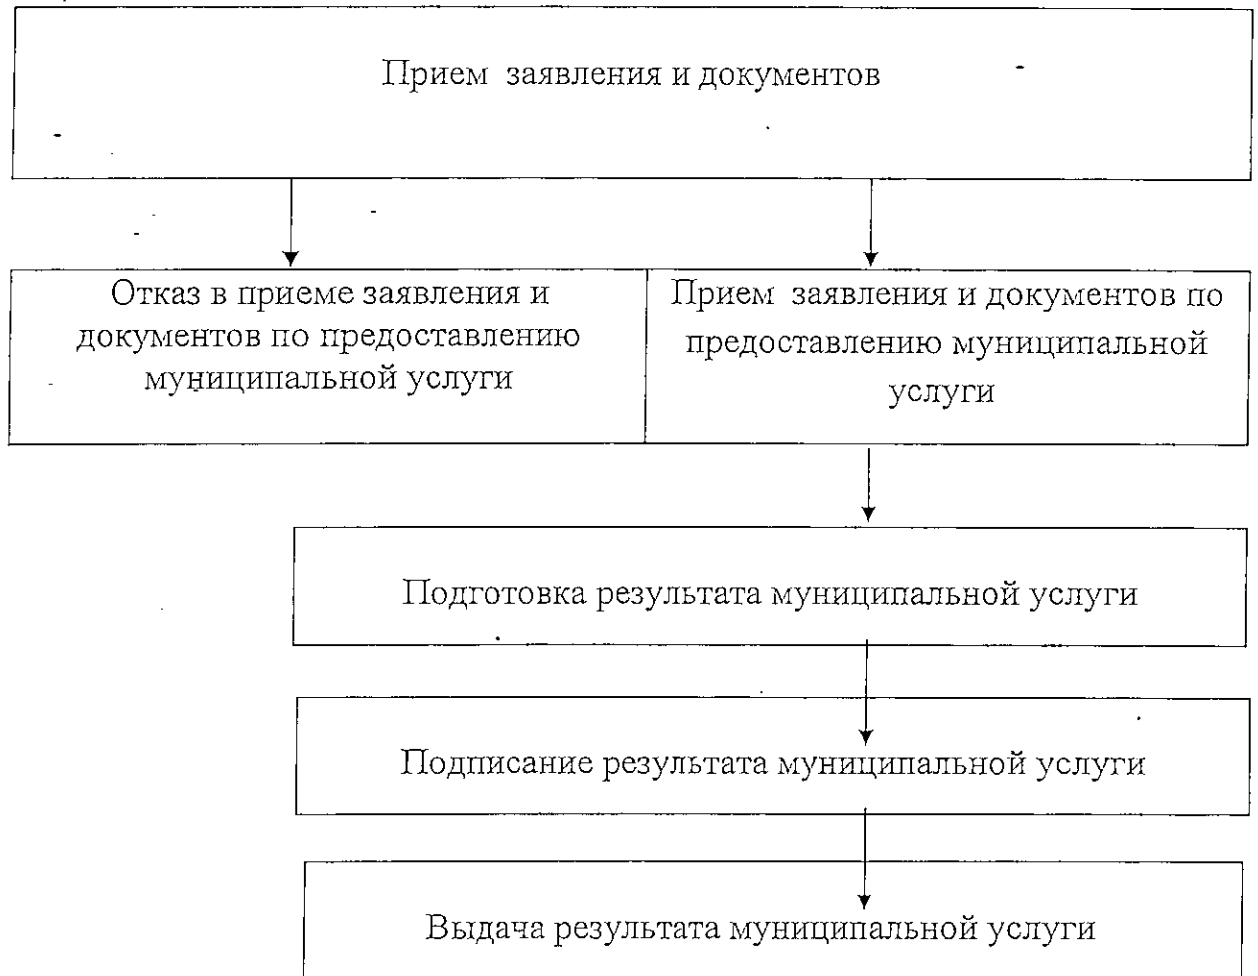 Прием заявления и документов
Отказ в приеме заявления и
документов по предоставлению
муниципальной услуги
Прием заявления и документов по
предоставлению муниципальной
услуги
Подготовка результата муниципальной услуги
Подписание результата муниципальной услуги
Выдача результата муниципальной услуги